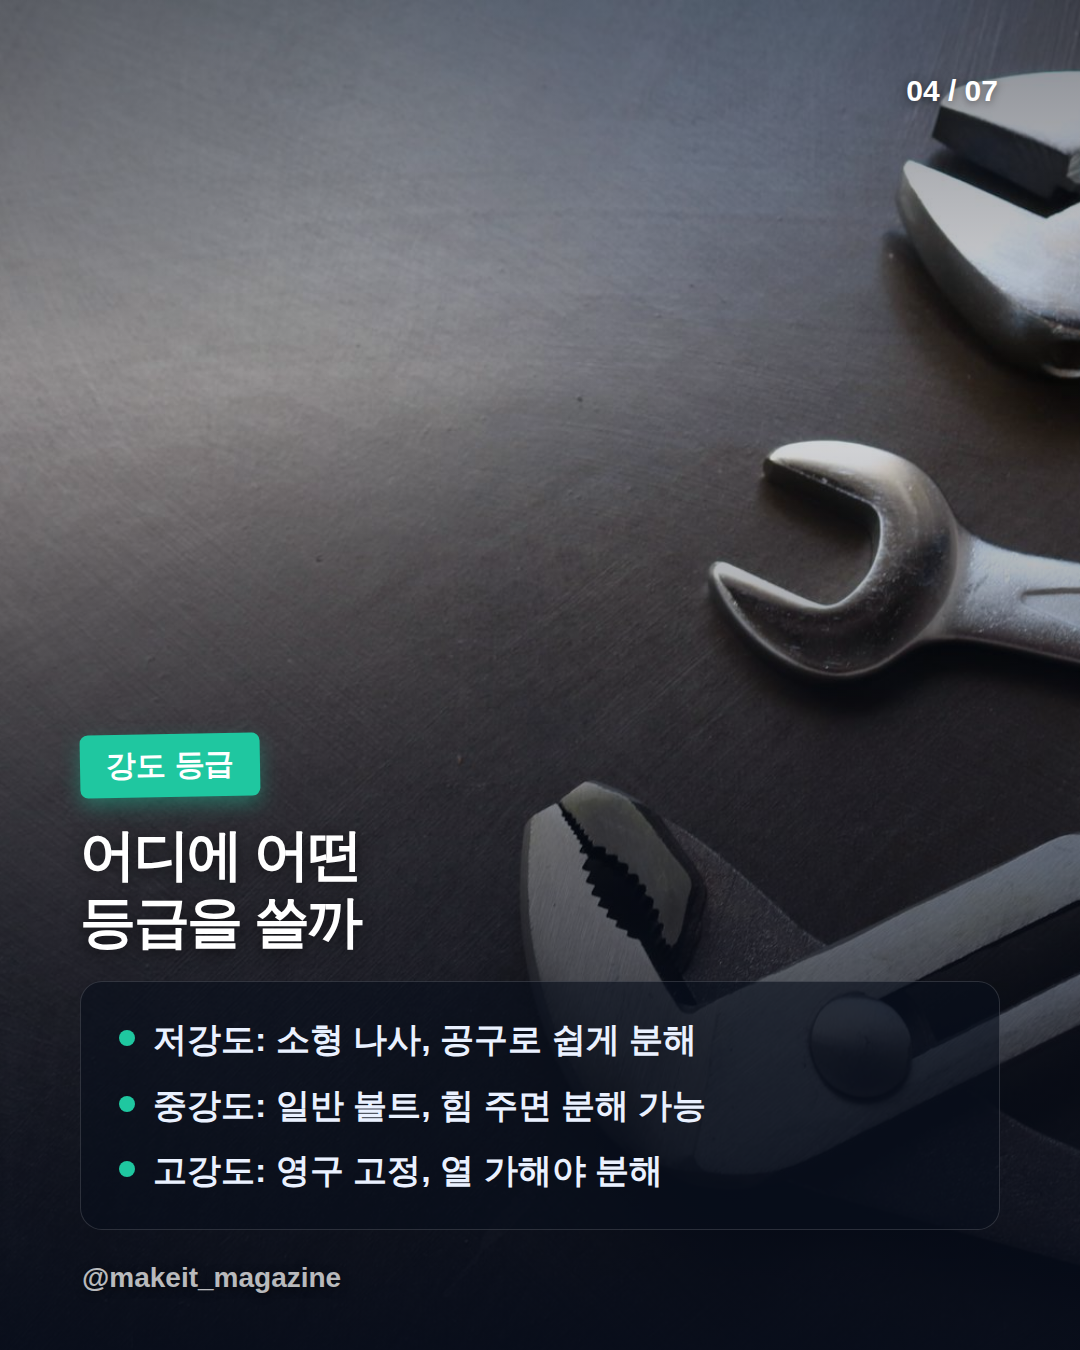 04 / 07
강도 등급
어디에 어떤
등급을 쓸까
저강도: 소형 나사, 공구로 쉽게 분해
중강도: 일반 볼트, 힘 주면 분해 가능
고강도: 영구 고정, 열 가해야 분해
@makeit_magazine